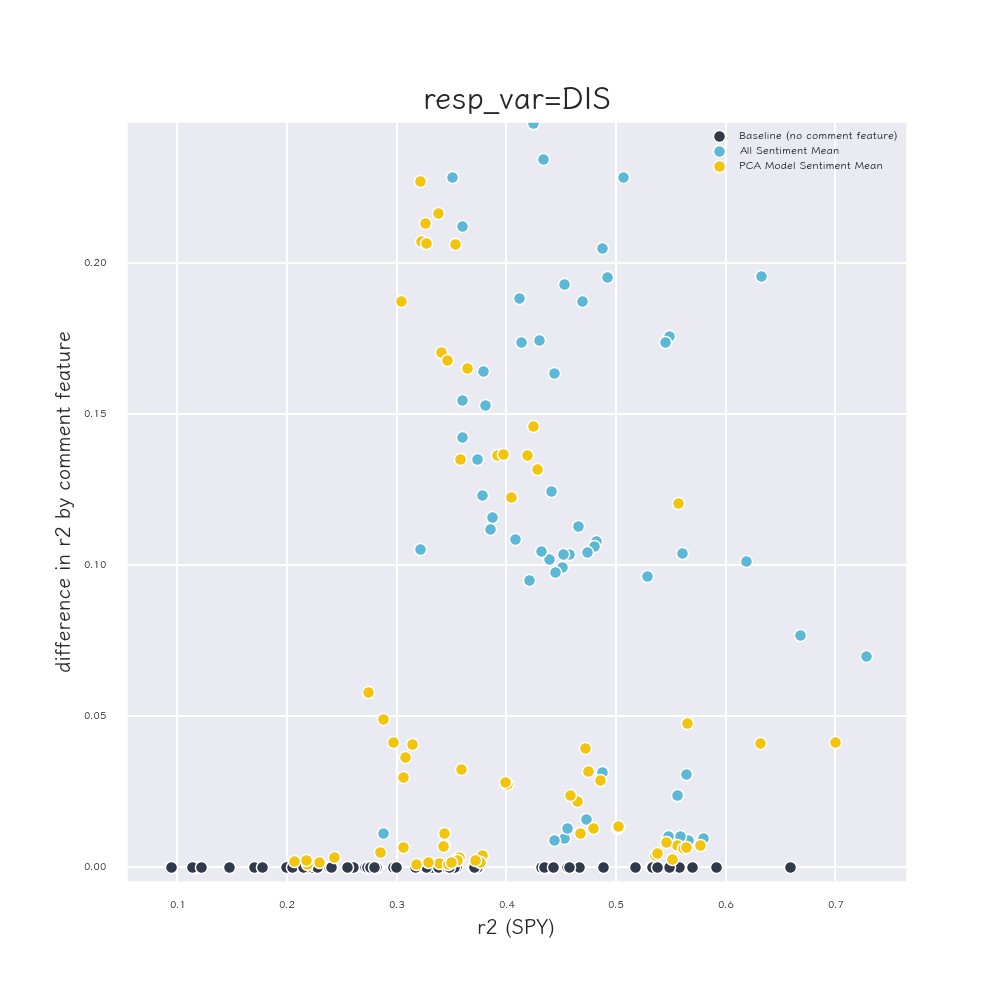 resp_var=DIS
Baseline (no comment feature)
All Sentiment Mean
PCA Model Sentiment Mean
difference in r2 by comment feature
0.20
0.15
0.10
0.05
0.00
0.1 0.2 0.3 0.4 0.5 0.6 0.7
r2 (SPY)